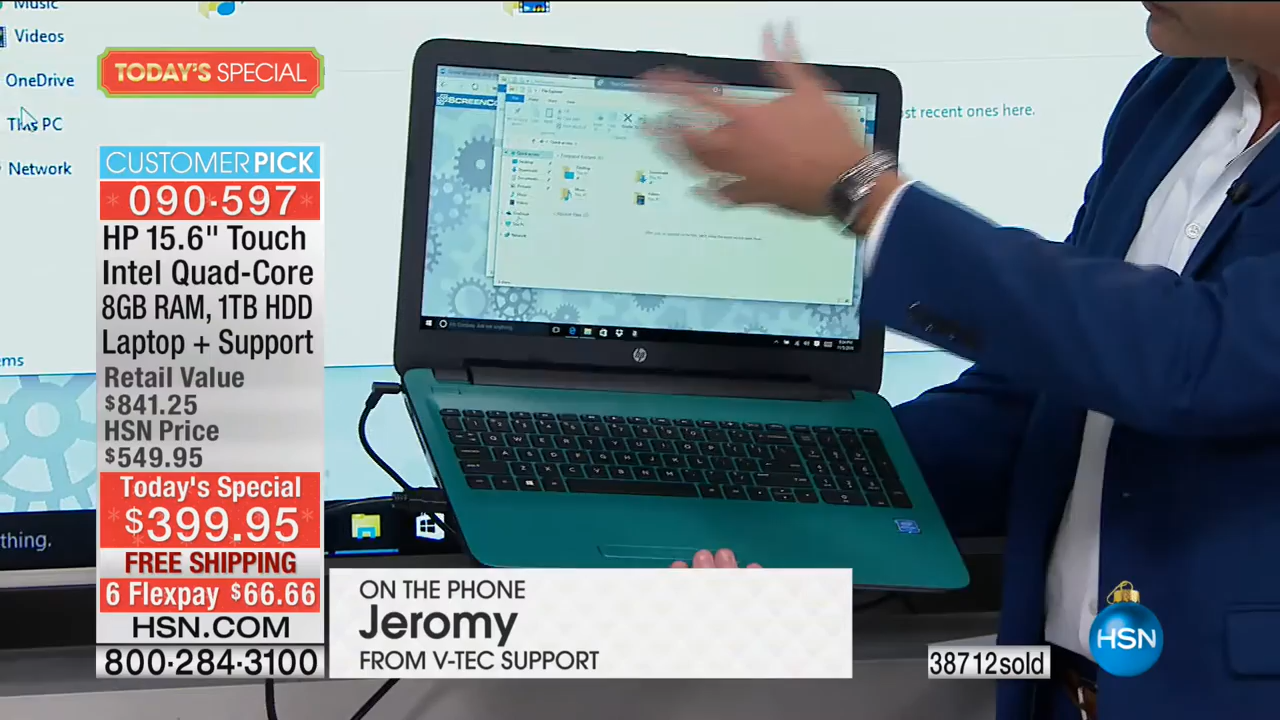 Music
Videos
OneDrive
This PC
Network
TODAY'S SPECIAL
CUSTOMER PICK
090·597
HP 15.6" Touch
Intel Quad-Core
8GB RAM, 1TB HDD
Laptop + Support
Retail Value
$841.25
HSN Price
$549.95
Today's Special
$399.95
FREE SHIPPING
6 Flexpay $66.66
HSN.COM
800·284·3100
ems
thing.
st recent ones here.
SCREENCO
hp
ON THE PHONE
Jeromy
FROM V-TEC SUPPORT
38712sold
HSN